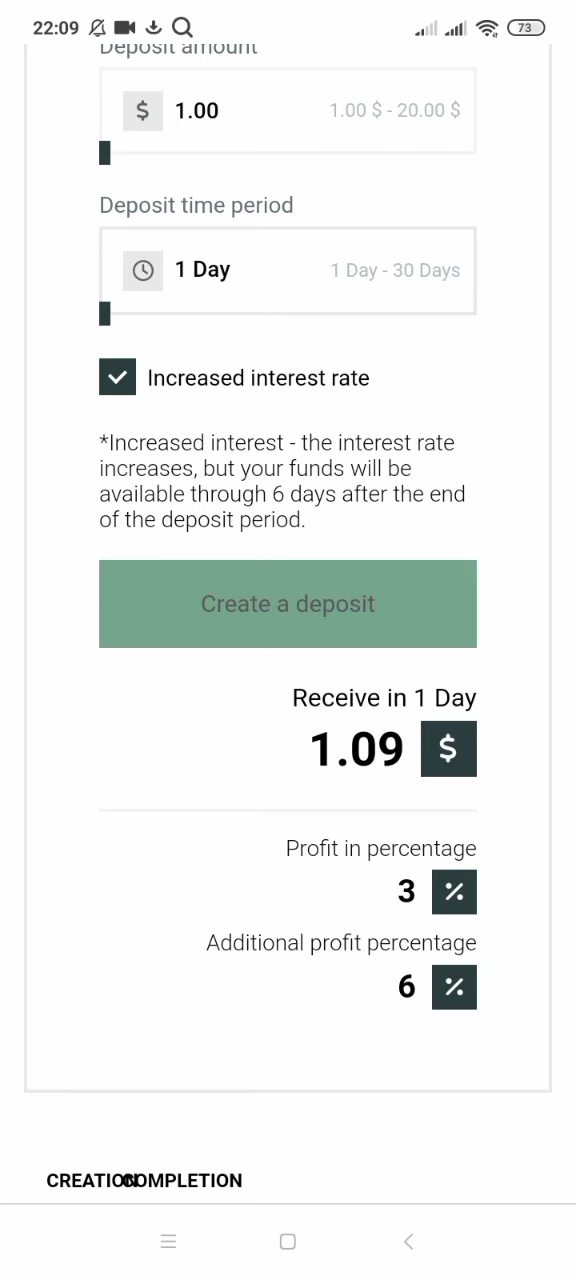 22:09
73
Deposit amount
$ 1.00 1.00 $ - 20.00 $
Deposit time period
1 Day 1 Day - 30 Days
Increased interest rate
*Increased interest - the interest rate
increases, but your funds will be
available through 6 days after the end
of the deposit period.
Create a deposit
Receive in 1 Day
1.09 $
Profit in percentage
3 %
Additional profit percentage
6 %
CREATION COMPLETION